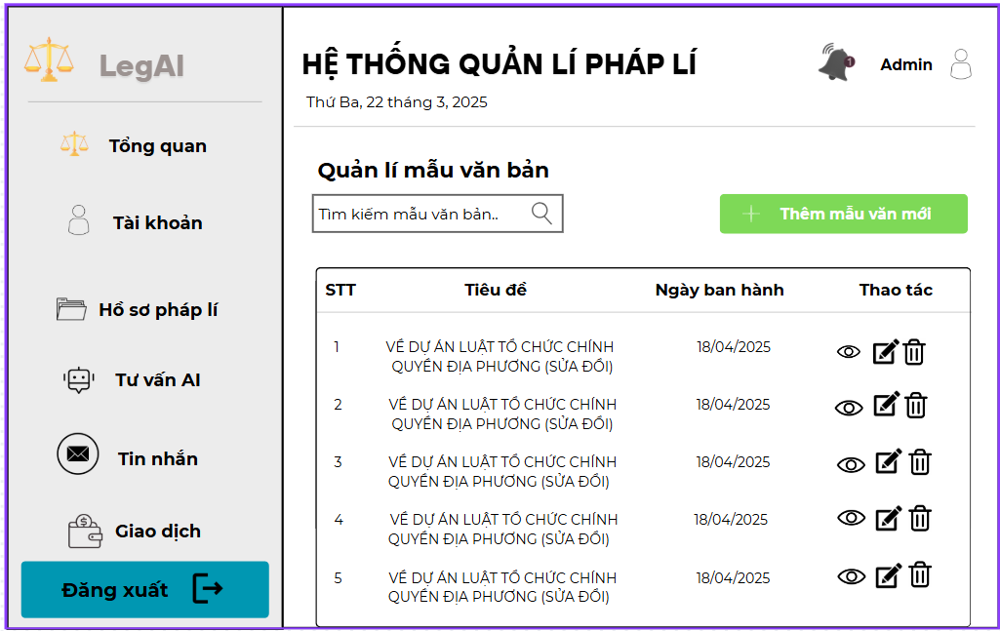 LegAI
HỆ THỐNG QUẢN LÍ PHÁP LÍ
1
Admin
Thứ Ba, 22 tháng 3, 2025
Tổng quan
Tài khoản
Hồ sơ pháp lí
Tư vấn AI
Tin nhắn
Giao dịch
Đăng xuất
Quản lí mẫu văn bản
Tìm kiếm mẫu văn bản..
Thêm mẫu văn mới
STT Tiêu đề Ngày ban hành Thao tác
1 VỀ DỰ ÁN LUẬT TỔ CHỨC CHÍNH 18/04/2025
QUYỀN ĐỊA PHƯƠNG (SỬA ĐỔI)
2 VỀ DỰ ÁN LUẬT TỔ CHỨC CHÍNH 18/04/2025
QUYỀN ĐỊA PHƯƠNG (SỬA ĐỔI)
3 VỀ DỰ ÁN LUẬT TỔ CHỨC CHÍNH 18/04/2025
QUYỀN ĐỊA PHƯƠNG (SỬA ĐỔI)
4 VỀ DỰ ÁN LUẬT TỔ CHỨC CHÍNH 18/04/2025
QUYỀN ĐỊA PHƯƠNG (SỬA ĐỔI)
5 VỀ DỰ ÁN LUẬT TỔ CHỨC CHÍNH 18/04/2025
QUYỀN ĐỊA PHƯƠNG (SỬA ĐỔI)